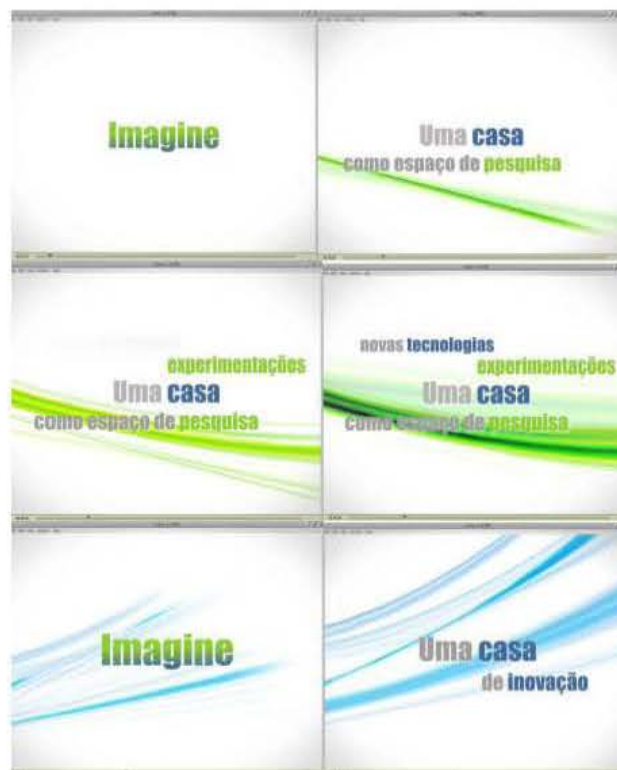 Imagine
Uma casa
como espaço de pesquisa
experimentações
Uma casa
como espaço de pesquisa
novas tecnologias
experimentações
Uma casa
como espaço de pesquisa
Imagine
Uma casa
de inovação